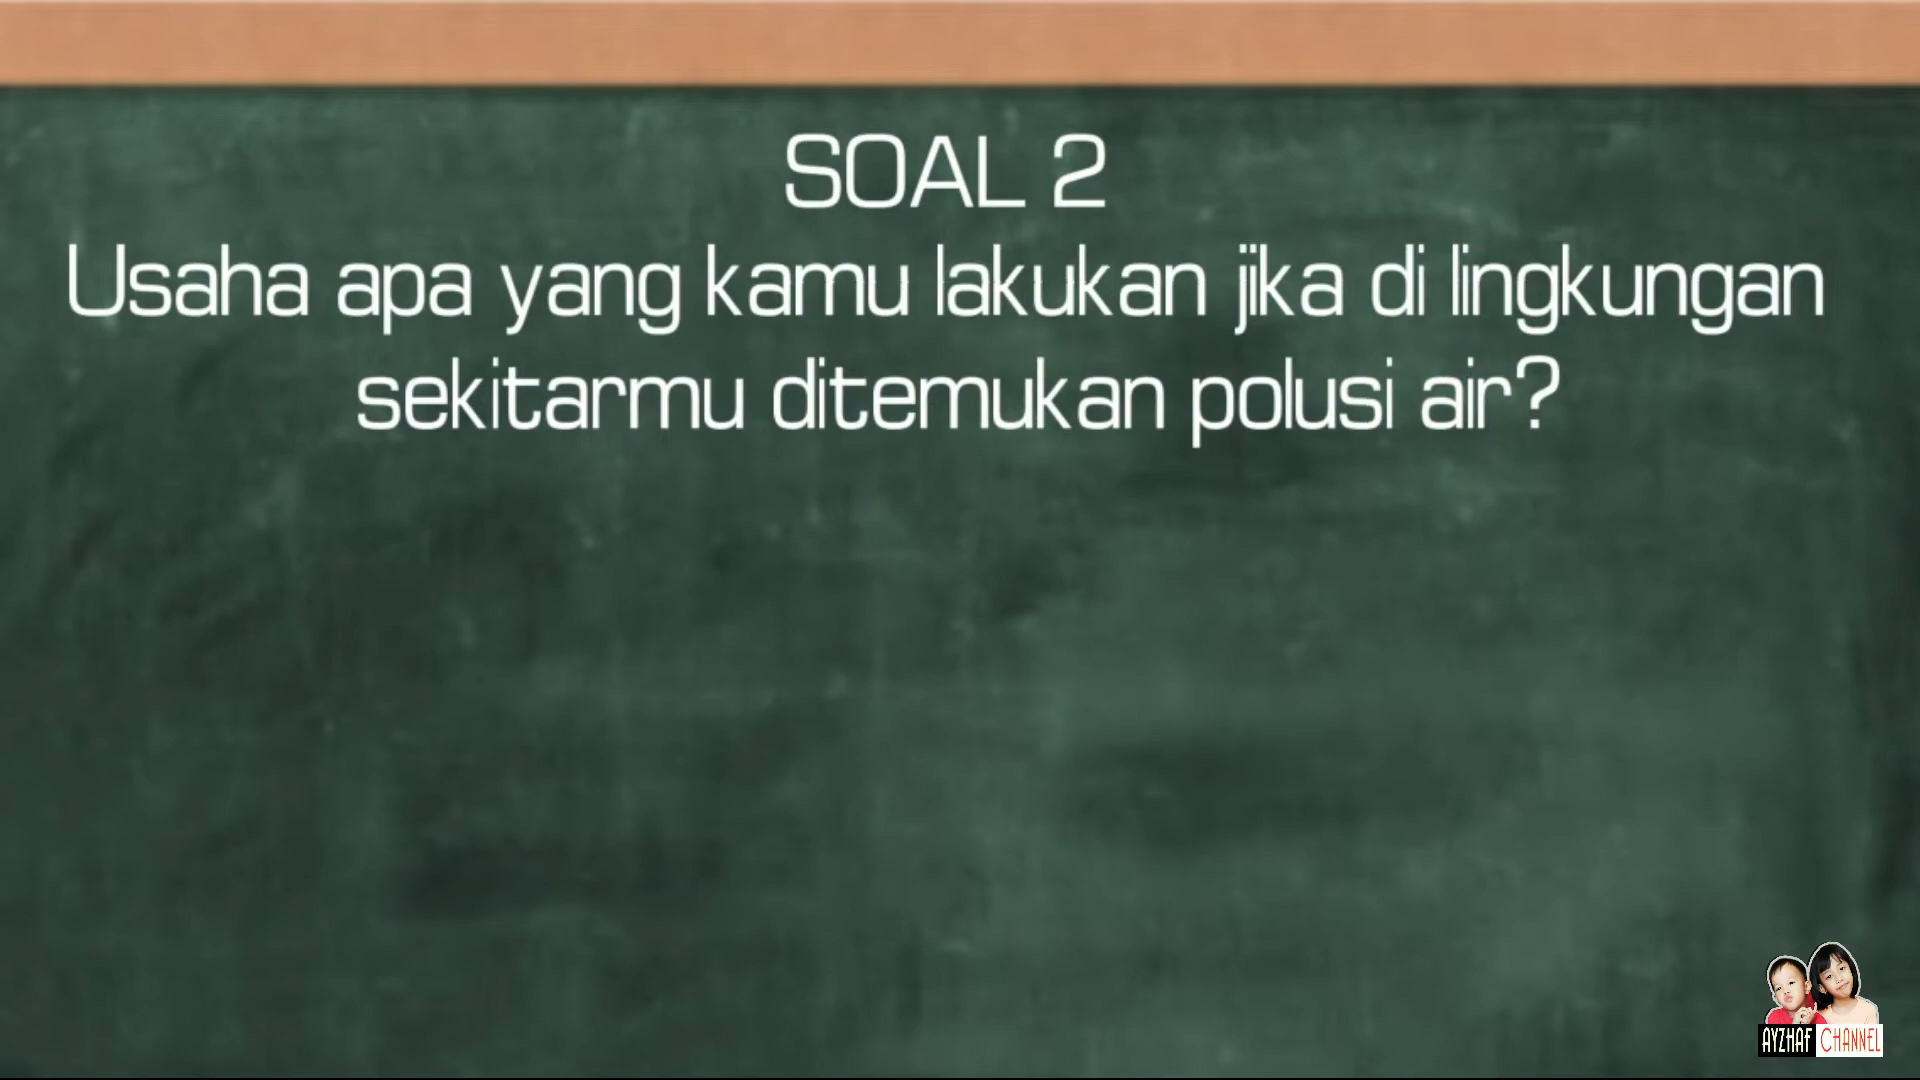 SOAL 2
Usaha apa yang kamu lakukan jika di lingkungan
sekitarmu ditemukan polusi air?
AYZHAF CHANNEL